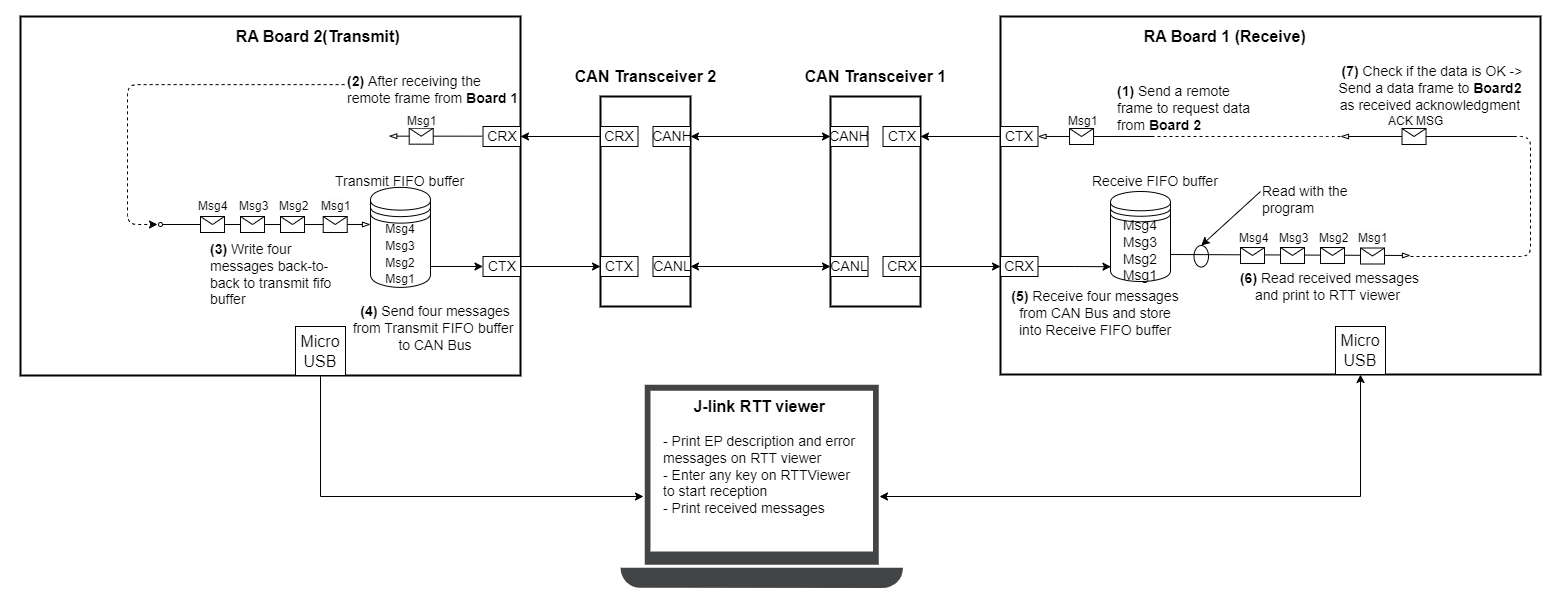 RA Board 2(Transmit)
(2) After receiving the
remote frame from Board 1
Msg1
CRX
Transmit FIFO buffer
Msg4
Msg3
Msg2
Msg1
Msg4
Msg3
Msg2
Msg1
(3) Write four
messages back-to-
back to transmit fifo
buffer
CTX
(4) Send four messages
from Transmit FIFO buffer
to CAN Bus
Micro
USB
CAN Transceiver 2
CRX
CANH
CTX
CANL
CAN Transceiver 1
CANH
CTX
CANL
CRX
RA Board 1 (Receive)
(1) Send a remote
frame to request data
from Board 2
(7) Check if the data is OK ->
Send a data frame to Board2
as received acknowledgment
CTX
Msg1
ACK MSG
Receive FIFO buffer
Msg4
Msg3
Msg2
Msg1
Read with the
program
Msg4
Msg3
Msg2
Msg1
CRX
(6) Read received messages
and print to RTT viewer
(5) Receive four messages
from CAN Bus and store
into Receive FIFO buffer
Micro
USB
J-link RTT viewer
- Print EP description and error
messages on RTT viewer
- Enter any key on RTTViewer
to start reception
- Print received messages